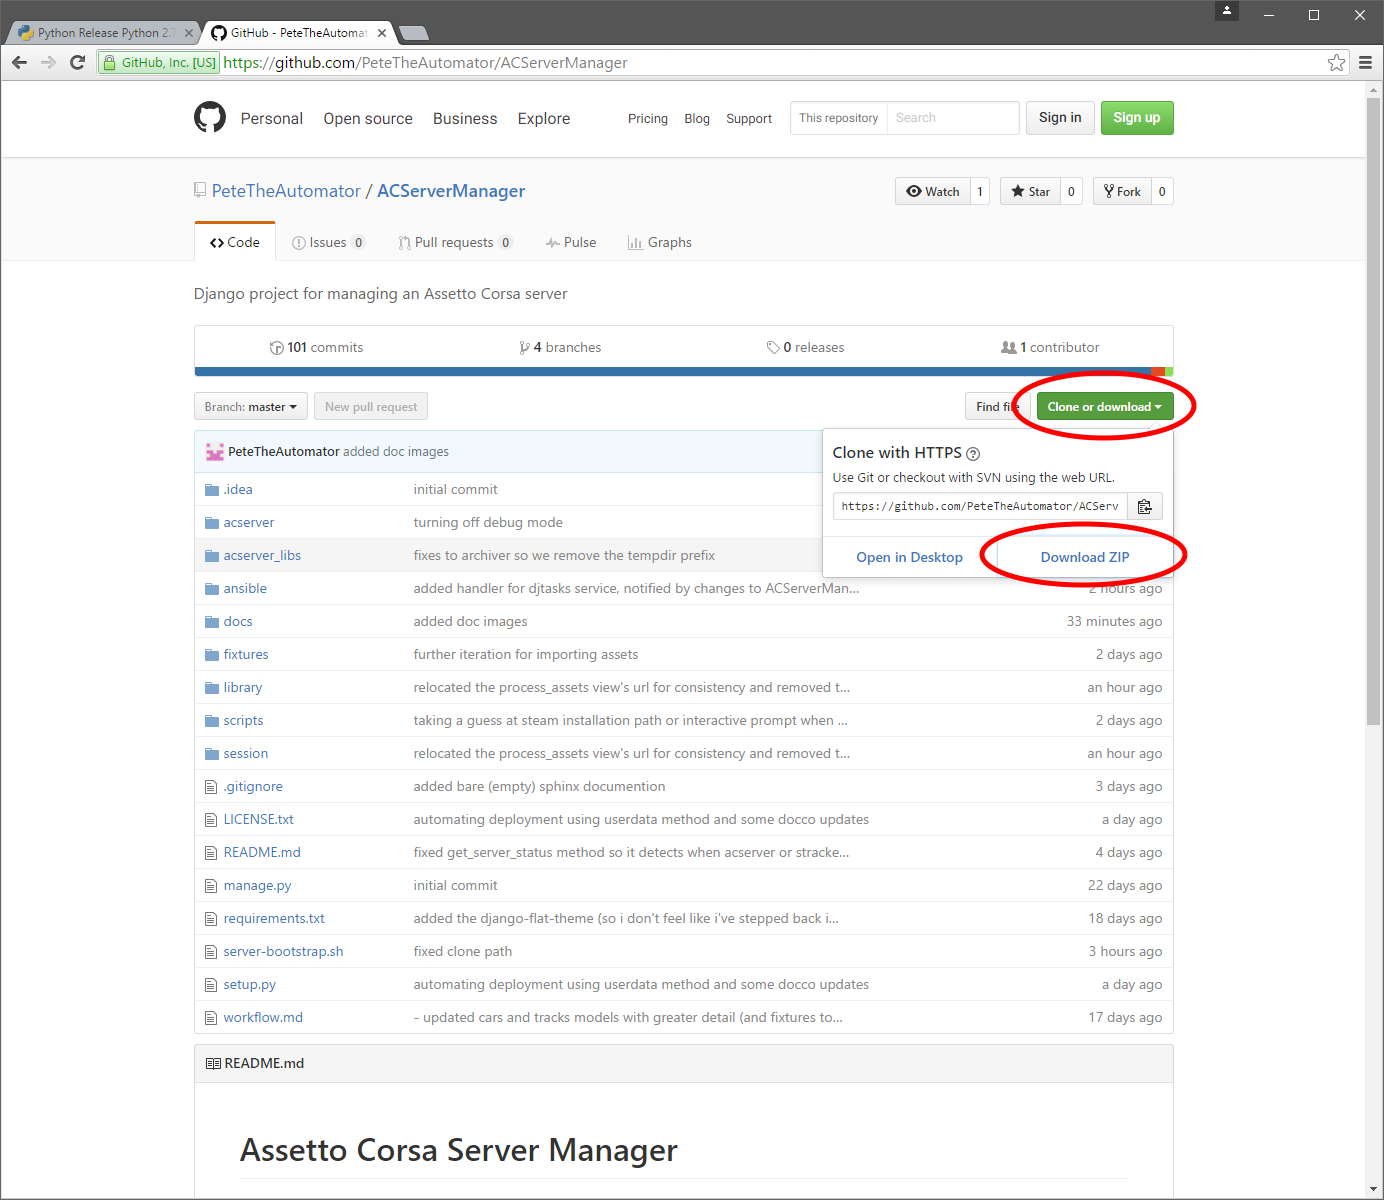 Python Release Python 2.7
GitHub - PeteTheAutomat
GitHub, Inc. [US] https://github.com/PeteTheAutomator/ACServerManager
Personal Open source Business Explore Pricing Blog Support This repository Search Sign in Sign up
PeteTheAutomator / ACServerManager
Watch 1 Star 0 Fork 0
Code Issues 0 Pull requests 0 Pulse Graphs
Django project for managing an Assetto Corsa server
101 commits 4 branches 0 releases 1 contributor
Branch: master New pull request Find file Clone or download
PeteTheAutomator added doc images
Clone with HTTPS ?
Use Git or checkout with SVN using the web URL.
https://github.com/PeteTheAutomator/ACServ
Open in Desktop Download ZIP
.idea initial commit
acserver turning off debug mode
acserver_libs fixes to archiver so we remove the tempdir prefix
ansible added handler for djtasks service, notified by changes to ACServerMan... 2 hours ago
docs added doc images 33 minutes ago
fixtures further iteration for importing assets 2 days ago
library relocated the process_assets view's url for consistency and removed t... an hour ago
scripts taking a guess at steam installation path or interactive prompt when ... 2 days ago
session relocated the process_assets view's url for consistency and removed t... an hour ago
.gitignore added bare (empty) sphinx documention 3 days ago
LICENSE.txt automating deployment using userdata method and some docco updates a day ago
README.md fixed get_server_status method so it detects when acserver or stracke... 4 days ago
manage.py initial commit 22 days ago
requirements.txt added the django-flat-theme (so i don't feel like i've stepped back i... 18 days ago
server-bootstrap.sh fixed clone path 3 hours ago
setup.py automating deployment using userdata method and some docco updates a day ago
workflow.md - updated cars and tracks models with greater detail (and fixtures to... 17 days ago
README.md
Assetto Corsa Server Manager